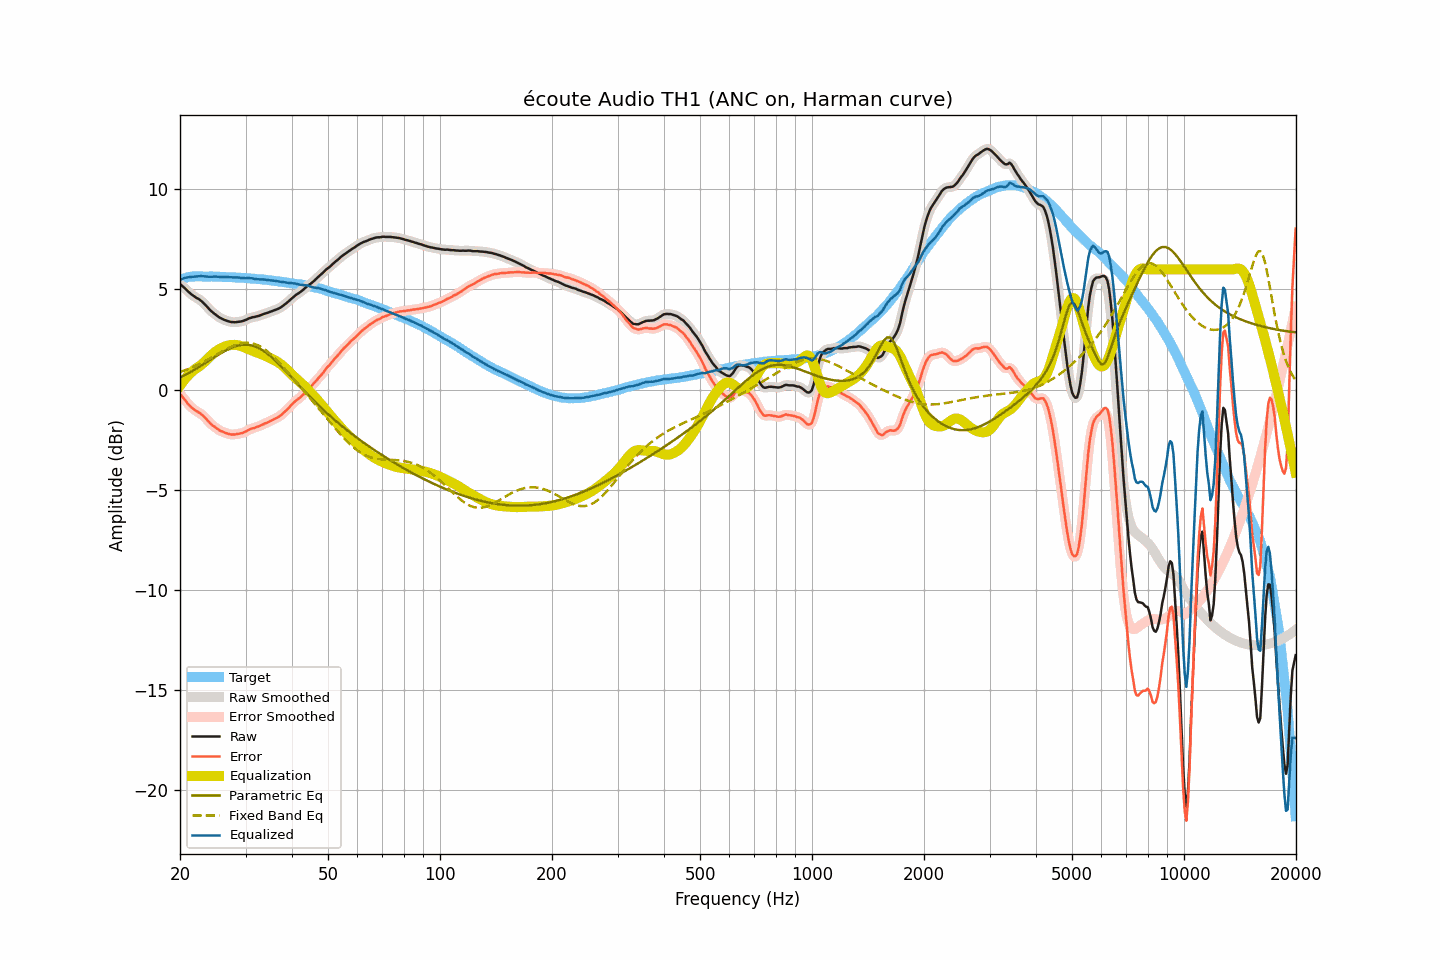 écoute Audio TH1 (ANC on, Harman curve)
Amplitude (dBr)
10
5
0
−5
−10
−15
−20
Target
Raw Smoothed
Error Smoothed
Raw
Error
Equalization
Parametric Eq
Fixed Band Eq
Equalized
20 50 100 200 500 1000 2000 5000 10000 20000
Frequency (Hz)